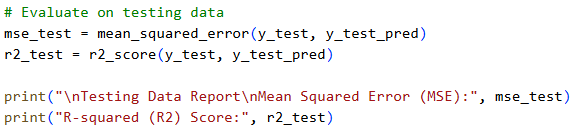 # Evaluate on testing data
mse_test = mean_squared_error(y_test, y_test_pred)
r2_test = r2_score(y_test, y_test_pred)
print("\nTesting Data Report\nMean Squared Error (MSE):", mse_test)
print("R-squared (R2) Score:", r2_test)